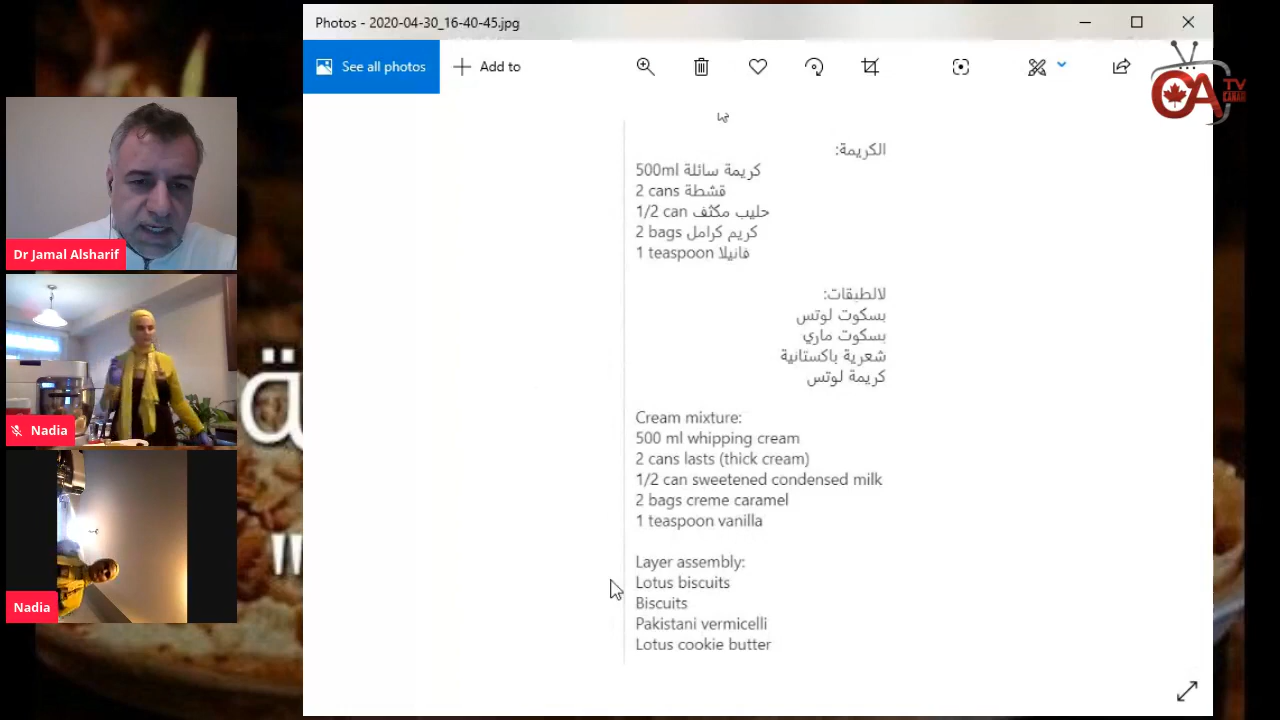 Photos - 2020-04-30_16-40-45.jpg
See all photos
Add to
CA TV
CANAR
Dr Jamal Alsharif
Nadia
Nadia
الكريمة:
500ml كريمة سائلة
2 cans قشطة
1/2 can حليب مكثف
2 bags كريم كرامل
1 teaspoon فانيلا
لالطبقات:
بسكوت لوتس
بسكوت ماري
شعرية باكستانية
كريمة لوتس
Cream mixture:
500 ml whipping cream
2 cans lasts (thick cream)
1/2 can sweetened condensed milk
2 bags creme caramel
1 teaspoon vanilla
Layer assembly:
Lotus biscuits
Biscuits
Pakistani vermicelli
Lotus cookie butter
"